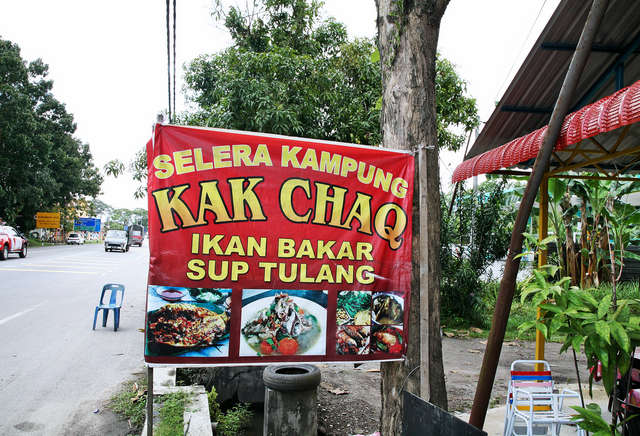 SELERA KAMPUNG
KAK CHAQ
IKAN BAKAR
SUP TULANG